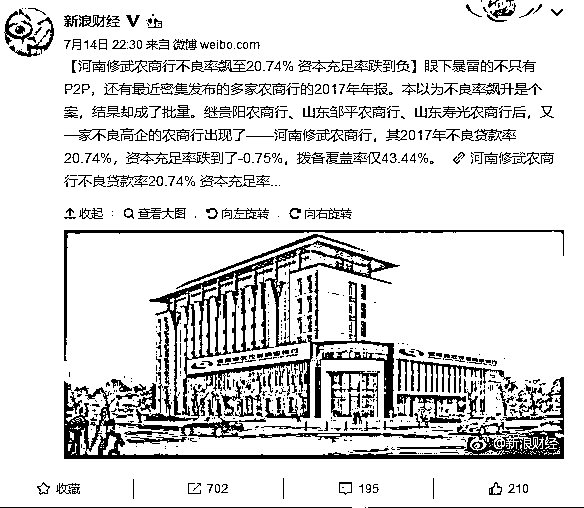 新浪财经
7月14日 22:30 来自 微博 weibo.com
【河南修武农商行不良率飙至20.74% 资本充足率跌到负】眼下暴雷的不只有
P2P，还有最近密集发布的多家农商行的2017年年报。本以为不良率飙升是个
案，结果却成了批量。继贵阳农商行、山东邹平农商行、山东寿光农商行后，又
一家不良高企的农商行出现了——河南修武农商行，其2017年不良贷款率
20.74%，资本充足率跌到了-0.75%，拨备覆盖率仅43.44%。 河南修武农商
行不良贷款率20.74% 资本充足率...
收起 查看大图 向左旋转 向右旋转
@新浪财经
收藏 702 195 210